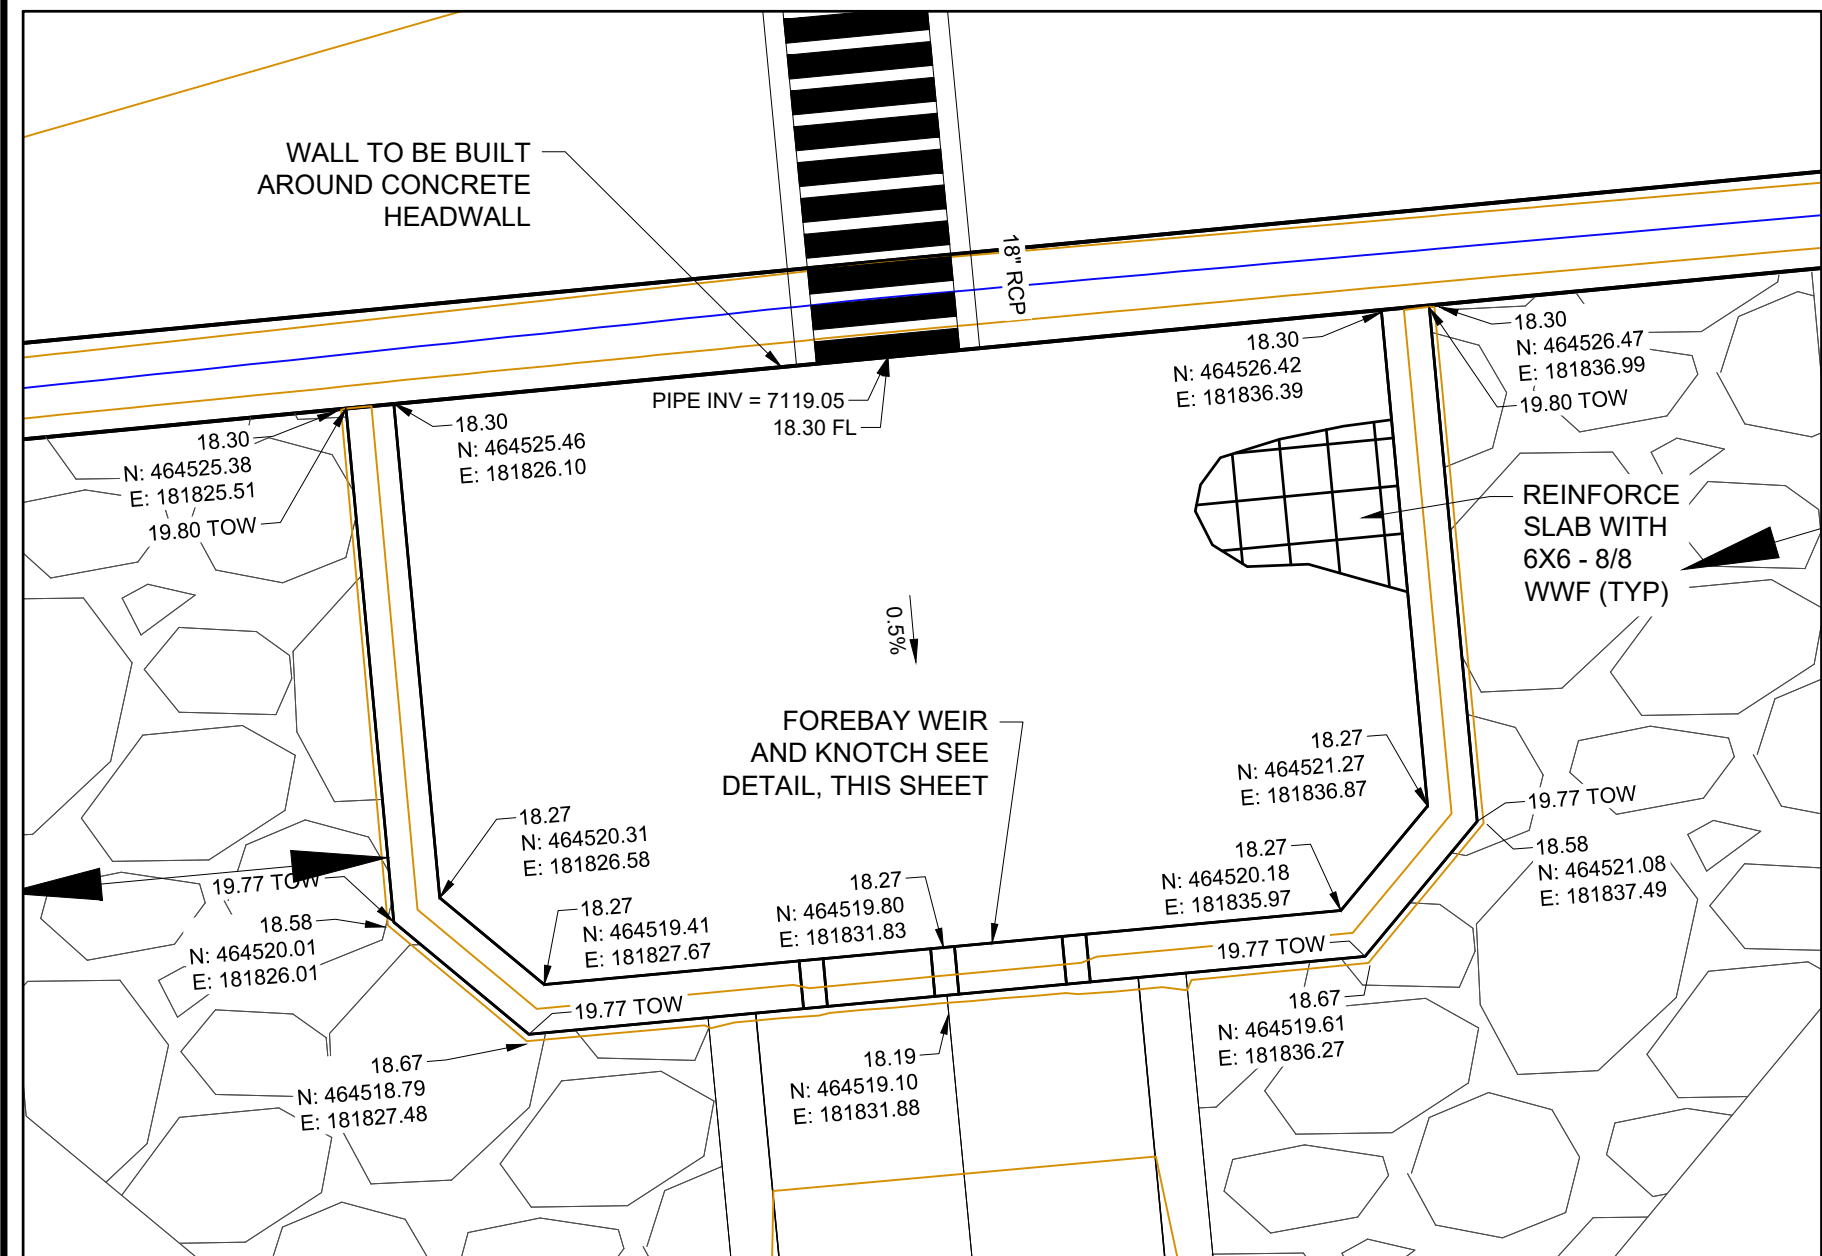 WALL TO BE BUILT
AROUND CONCRETE
HEADWALL
18" RCP
18.30
N: 464526.42
E: 181836.39
18.30
N: 464526.47
E: 181836.99
19.80 TOW
PIPE INV = 7119.05
18.30 FL
18.30
N: 464525.38
E: 181825.51
19.80 TOW
18.30
N: 464525.46
E: 181826.10
REINFORCE
SLAB WITH
6X6 - 8/8
WWF (TYP)
0.5%
FOREBAY WEIR
AND KNOTCH SEE
DETAIL, THIS SHEET
18.27
N: 464521.27
E: 181836.87
19.77 TOW
18.58
N: 464521.08
E: 181837.49
18.27
N: 464520.31
E: 181826.58
18.27
N: 464520.18
E: 181835.97
19.77 TOW
18.58
N: 464520.01
E: 181826.01
18.27
N: 464519.41
E: 181827.67
18.27
N: 464519.80
E: 181831.83
19.77 TOW
19.77 TOW
18.67
N: 464519.61
E: 181836.27
18.67
N: 464518.79
E: 181827.48
18.19
N: 464519.10
E: 181831.88